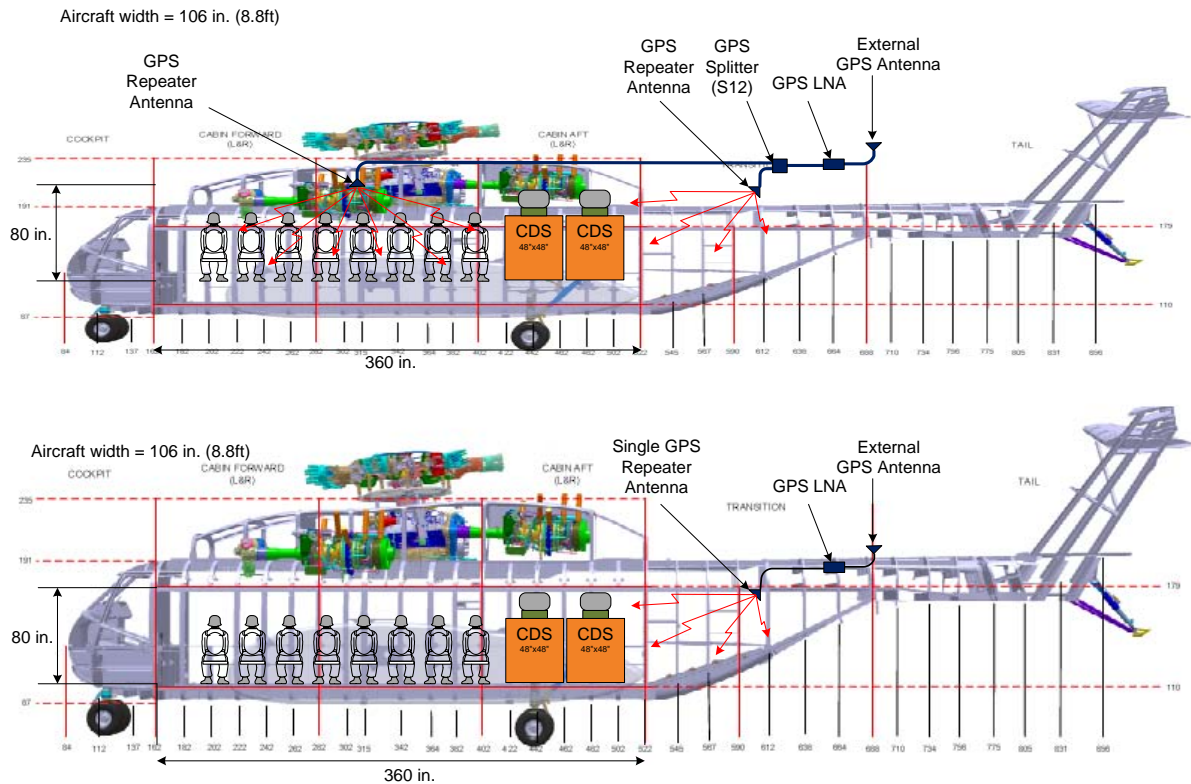 Aircraft width = 106 in. (8.8ft)
GPS
Repeater
Antenna
GPS
Repeater
Antenna
GPS
Splitter
(S12)
GPS LNA
External
GPS Antenna
COCKPIT
CABIN FORWARD
(L&R)
CABIN AFT
(L&R)
TAIL
235
191
80 in.
67
CDS
48"x48"
CDS
48"x48"
179
110
84
112
137
182
202
222
242
262
282
302
315
342
364
382
402
442
462
482
502
522
545
567
590
612
636
664
688
710
734
756
775
805
831
856
360 in.
Aircraft width = 106 in. (8.8ft)
COCKPIT
CABIN FORWARD
(L&R)
CABIN AFT
(L&R)
Single GPS
Repeater
Antenna
GPS LNA
External
GPS Antenna
TRANSITION
TAIL
235
191
80 in.
67
CDS
48"x48"
CDS
48"x48"
179
110
84
112
137
162
182
202
222
242
262
282
302
315
342
364
382
402
442
462
482
502
522
545
567
590
612
636
664
688
710
734
756
775
805
831
856
360 in.